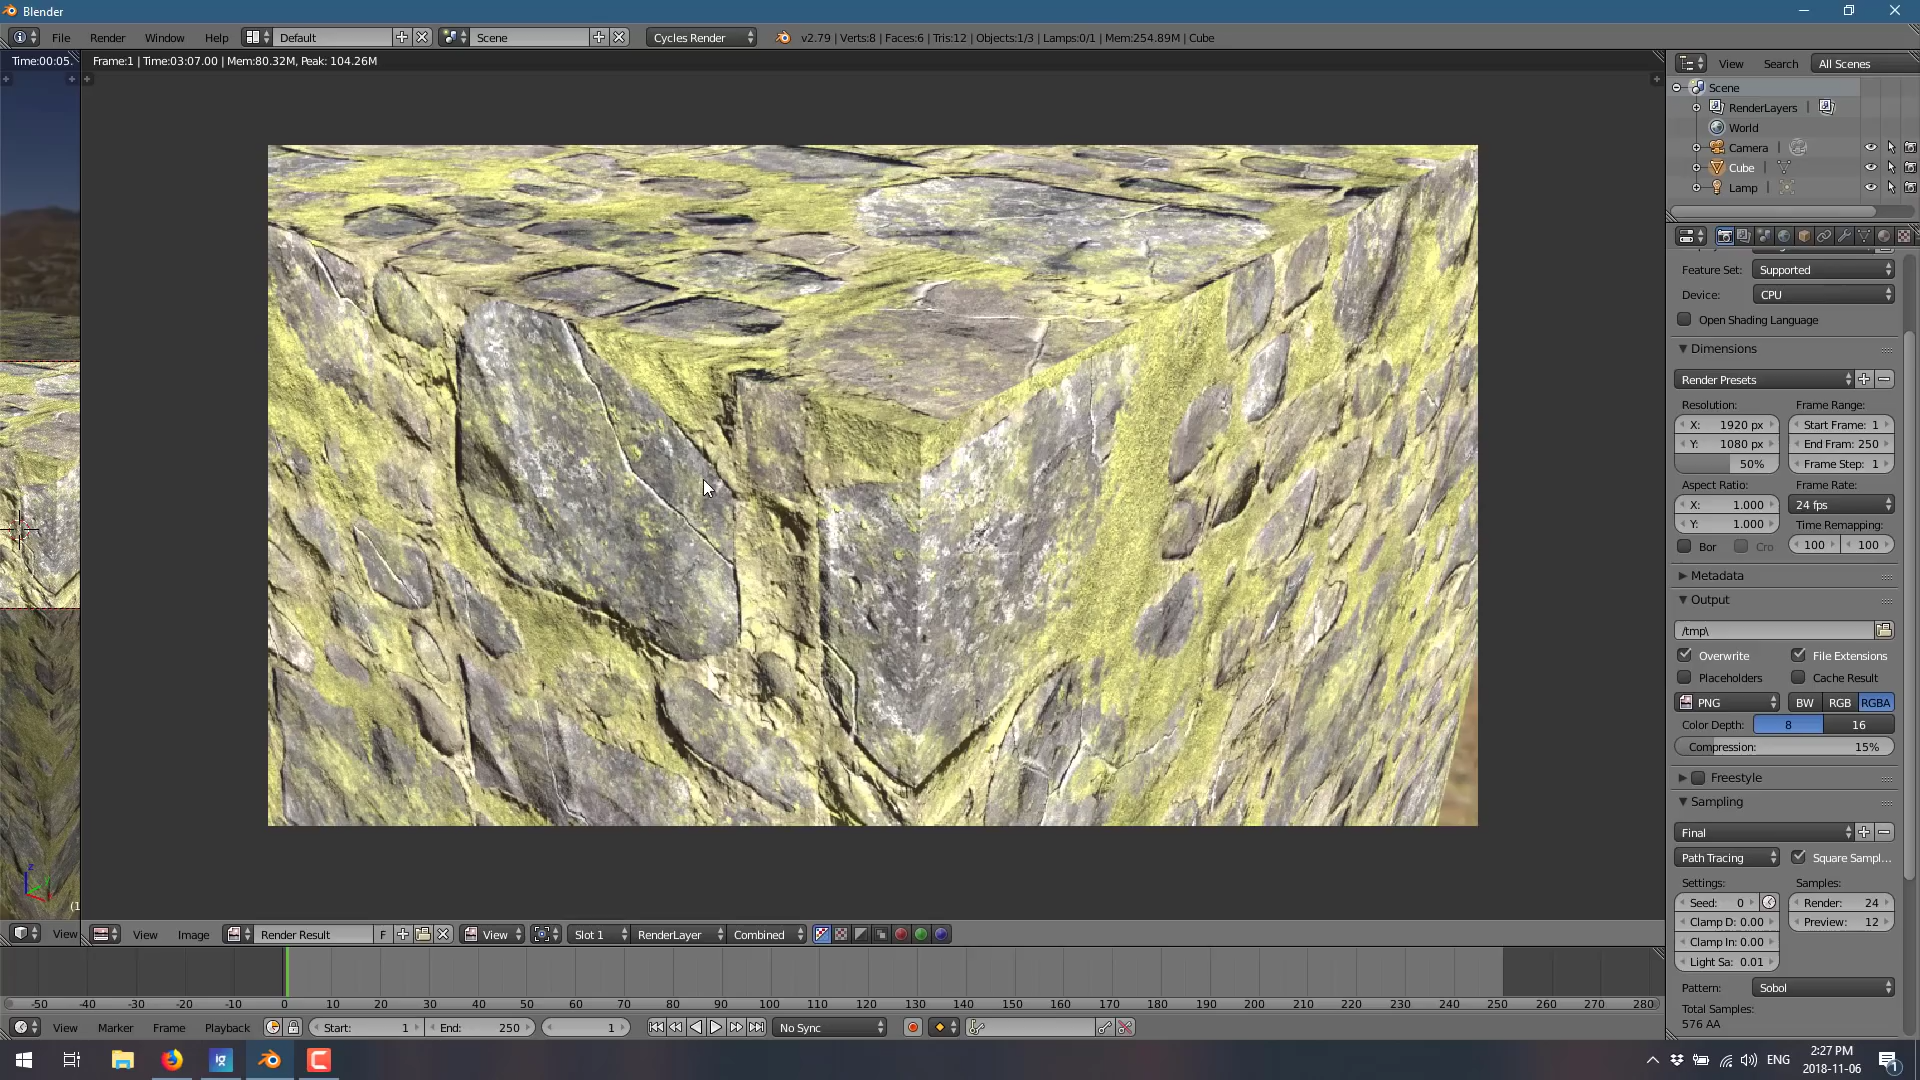 Blender
File Render Window Help Default Scene Cycles Render v2.79 | Verts:8 | Faces:6 | Tris:12 | Objects:1/3 | Lamps:0/1 | Mem:254.89M | Cube
Time:00:05.
Frame:1 | Time:03:07.00 | Mem:80.32M, Peak: 104.26M
View Search All Scenes
Scene
RenderLayers
World
Camera
Cube
Lamp
Feature Set: Supported
Device: CPU
Open Shading Language
Dimensions
Render Presets
Resolution: Frame Range:
X: 1920 px Start Frame: 1
Y: 1080 px End Fram: 250
50% Frame Step: 1
Aspect Ratio: Frame Rate:
X: 1.000 24 fps
Y: 1.000 Time Remapping:
Bor Cro 100 100
Metadata
Output
/tmp\
Overwrite File Extensions
Placeholders Cache Result
PNG BW RGB RGBA
Color Depth: 8 16
Compression: 15%
Freestyle
Sampling
Final
Path Tracing Square Sampl...
Settings: Samples:
Seed: 0 Render: 24
Clamp D: 0.00 Preview: 12
Clamp In: 0.00
Light Sa: 0.01
Pattern: Sobol
Total Samples:
576 AA
z
(1
View View Image Render Result F View Slot 1 RenderLayer Combined
-50 -40 -30 -20 -10 0 10 20 30 40 50 60 70 80 90 100 110 120 130 140 150 160 170 180 190 200 210 220 230 240 250 260 270 280
View Marker Frame Playback Start: 1 End: 250 1 No Sync
ig C ENG 2:27 PM
2018-11-06 1